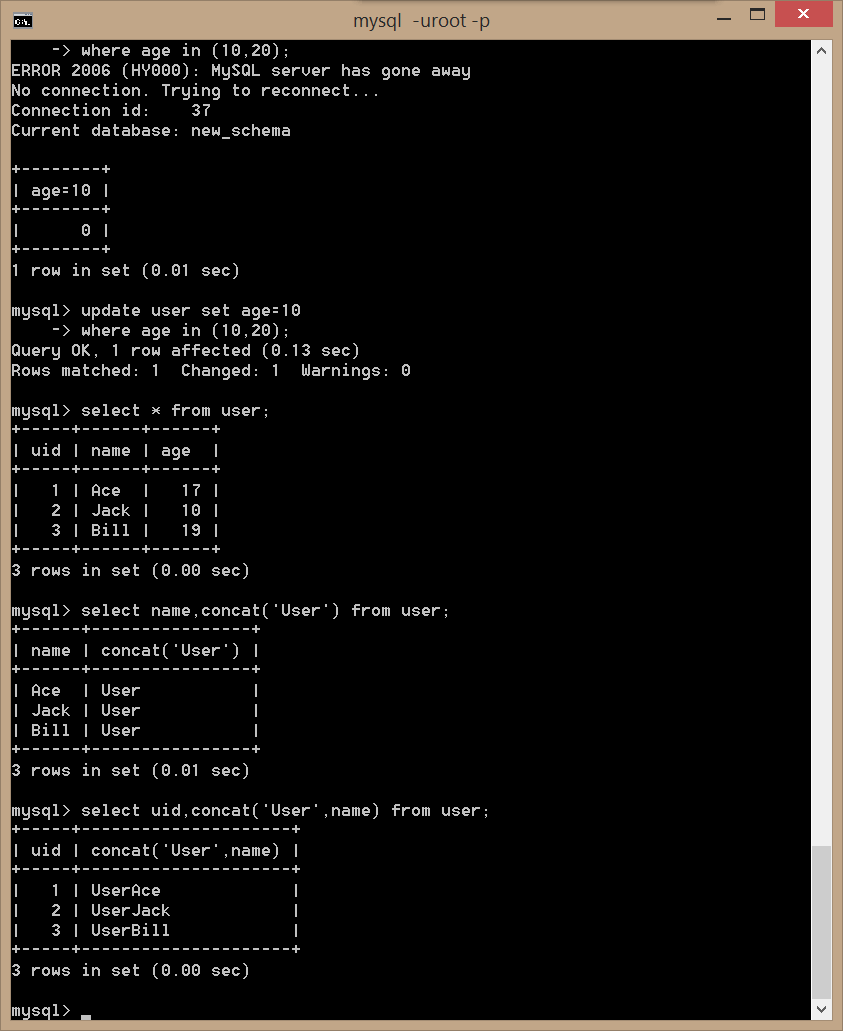 mysql -uroot -p
    -> where age in (10,20);
ERROR 2006 (HY000): MySQL server has gone away
No connection. Trying to reconnect...
Connection id:    37
Current database: new_schema
+--------+
| age=10 |
+--------+
|      0 |
+--------+
1 row in set (0.01 sec)
mysql> update user set age=10
    -> where age in (10,20);
Query OK, 1 row affected (0.13 sec)
Rows matched: 1  Changed: 1  Warnings: 0
mysql> select * from user;
+-----+------+------+
| uid | name | age  |
+-----+------+------+
|   1 | Ace  |   17 |
|   2 | Jack |   10 |
|   3 | Bill |   19 |
+-----+------+------+
3 rows in set (0.00 sec)
mysql> select name,concat('User') from user;
+------+----------------+
| name | concat('User') |
+------+----------------+
| Ace  | User           |
| Jack | User           |
| Bill | User           |
+------+----------------+
3 rows in set (0.01 sec)
mysql> select uid,concat('User',name) from user;
+-----+---------------------+
| uid | concat('User',name) |
+-----+---------------------+
|   1 | UserAce             |
|   2 | UserJack            |
|   3 | UserBill            |
+-----+---------------------+
3 rows in set (0.00 sec)
mysql> _